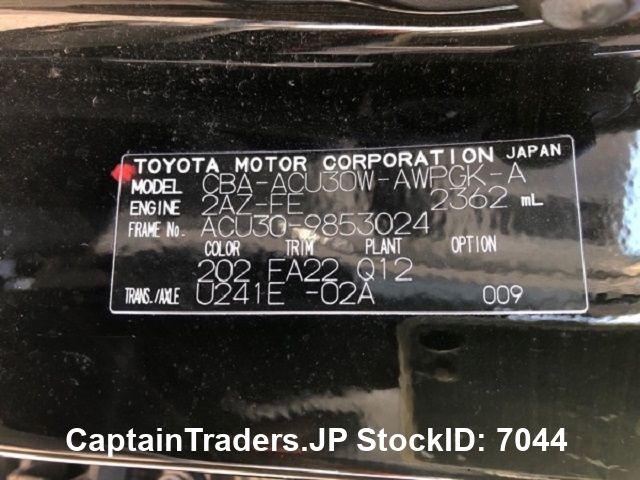 TOYOTA MOTOR CORPORATION JAPAN
MODEL CBA-ACU30W-AWPGK-A
ENGINE 2AZ-FE 2362 mL
FRAME No. ACU30-9853024
COLOR TRIM PLANT OPTION
202 FA22 Q12
TRANS./AXLE U241E -02A 009
CaptainTraders.JP StockID: 7044